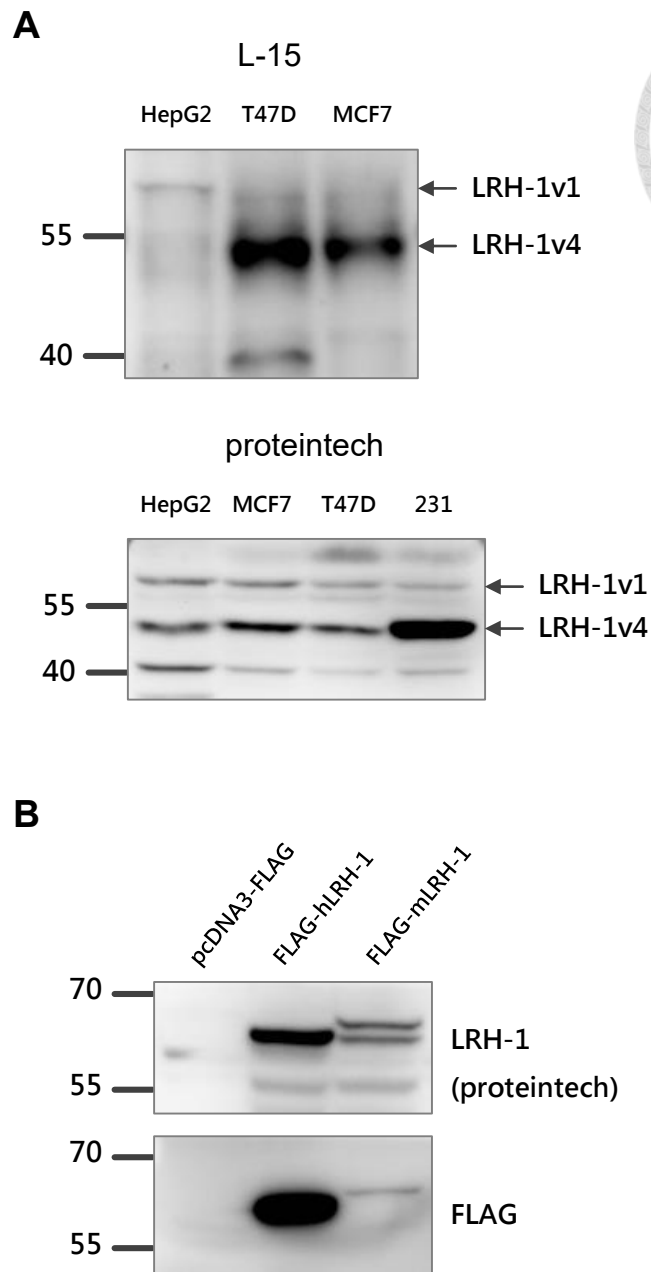 A
L-15
HepG2 T47D MCF7
LRH-1v1
55
LRH-1v4
40
proteintech
HepG2 MCF7 T47D 231
LRH-1v1
55
LRH-1v4
40
B
pcDNA3-FLAG FLAG-hLRH-1 FLAG-mLRH-1
70
LRH-1
55 (proteintech)
70
FLAG
55